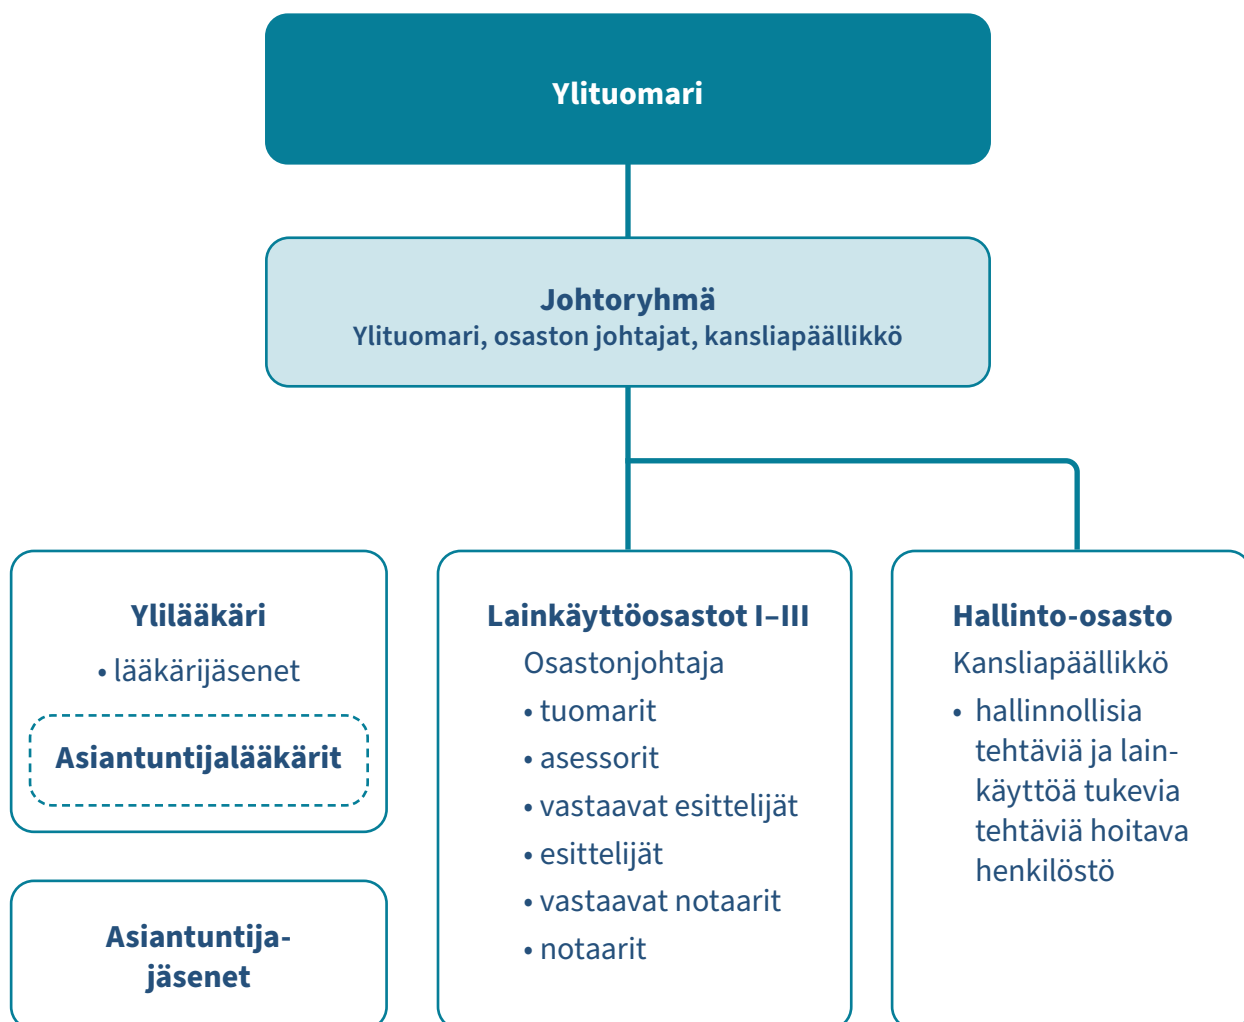 Ylituomari
Johtoryhmä
Ylituomari, osaston johtajat, kansliapäällikkö
Ylilääkäri
• lääkärijäsenet
Asiantuntijalääkärit
Asiantuntija-
jäsenet
Lainkäyttöosastot I–III
Osastonjohtaja
• tuomarit
• asessorit
• vastaavat esittelijät
• esittelijät
• vastaavat notaarit
• notaarit
Hallinto-osasto
Kansliapäällikkö
• hallinnollisia
tehtäviä ja lain-
käyttöä tukevia
tehtäviä hoitava
henkilöstö